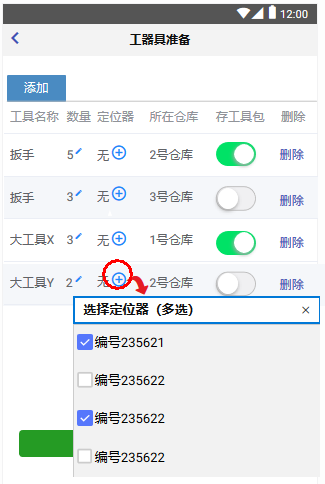 12:00
工器具准备
添加
工具名称 数量 定位器 所在仓库 存工具包 删除
扳手 5 无 2号仓库 删除
扳手 3 无 3号仓库 删除
大工具X 3 无 1号仓库 删除
大工具Y 2 无 2号仓库 删除
选择定位器（多选） ×
编号235621
编号235622
编号235622
编号235622